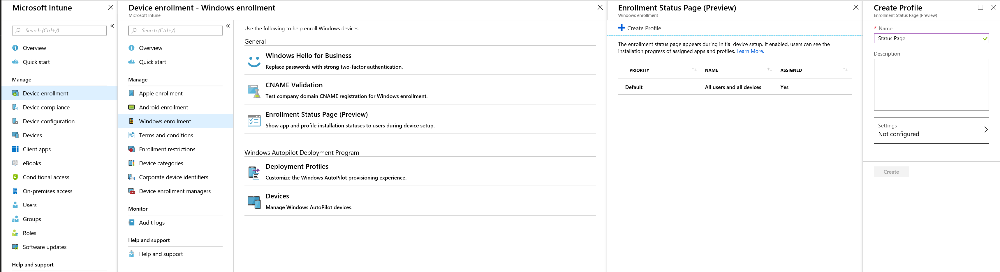 Microsoft Intune
Search (Ctrl+/)
Overview
Quick start
Manage
Device enrollment
Device compliance
Device configuration
Devices
Client apps
eBooks
Conditional access
On-premises access
Users
Groups
Roles
Software updates
Help and support
Device enrollment - Windows enrollment
Microsoft Intune
Search (Ctrl+/)
Overview
Quick start
Manage
Apple enrollment
Android enrollment
Windows enrollment
Terms and conditions
Enrollment restrictions
Device categories
Corporate device identifiers
Device enrollment managers
Monitor
Audit logs
Help and support
Help and support
Use the following to help enroll Windows devices.
General
Windows Hello for Business
Replace passwords with strong two-factor authentication.
CNAME Validation
Test company domain CNAME registration for Windows enrollment.
Enrollment Status Page (Preview)
Show app and profile installation statuses to users during device setup.
Windows Autopilot Deployment Program
Deployment Profiles
Customize the Windows AutoPilot provisioning experience.
Devices
Manage Windows AutoPilot devices.
Enrollment Status Page (Preview)
Windows enrollment
Create Profile
The enrollment status page appears during initial device setup. If enabled, users can see the
installation progress of assigned apps and profiles. Learn More.
PRIORITY NAME ASSIGNED
Default All users and all devices Yes
Create Profile
Enrollment Status Page (Preview)
* Name
Status Page
Description
Settings
Not configured
Create